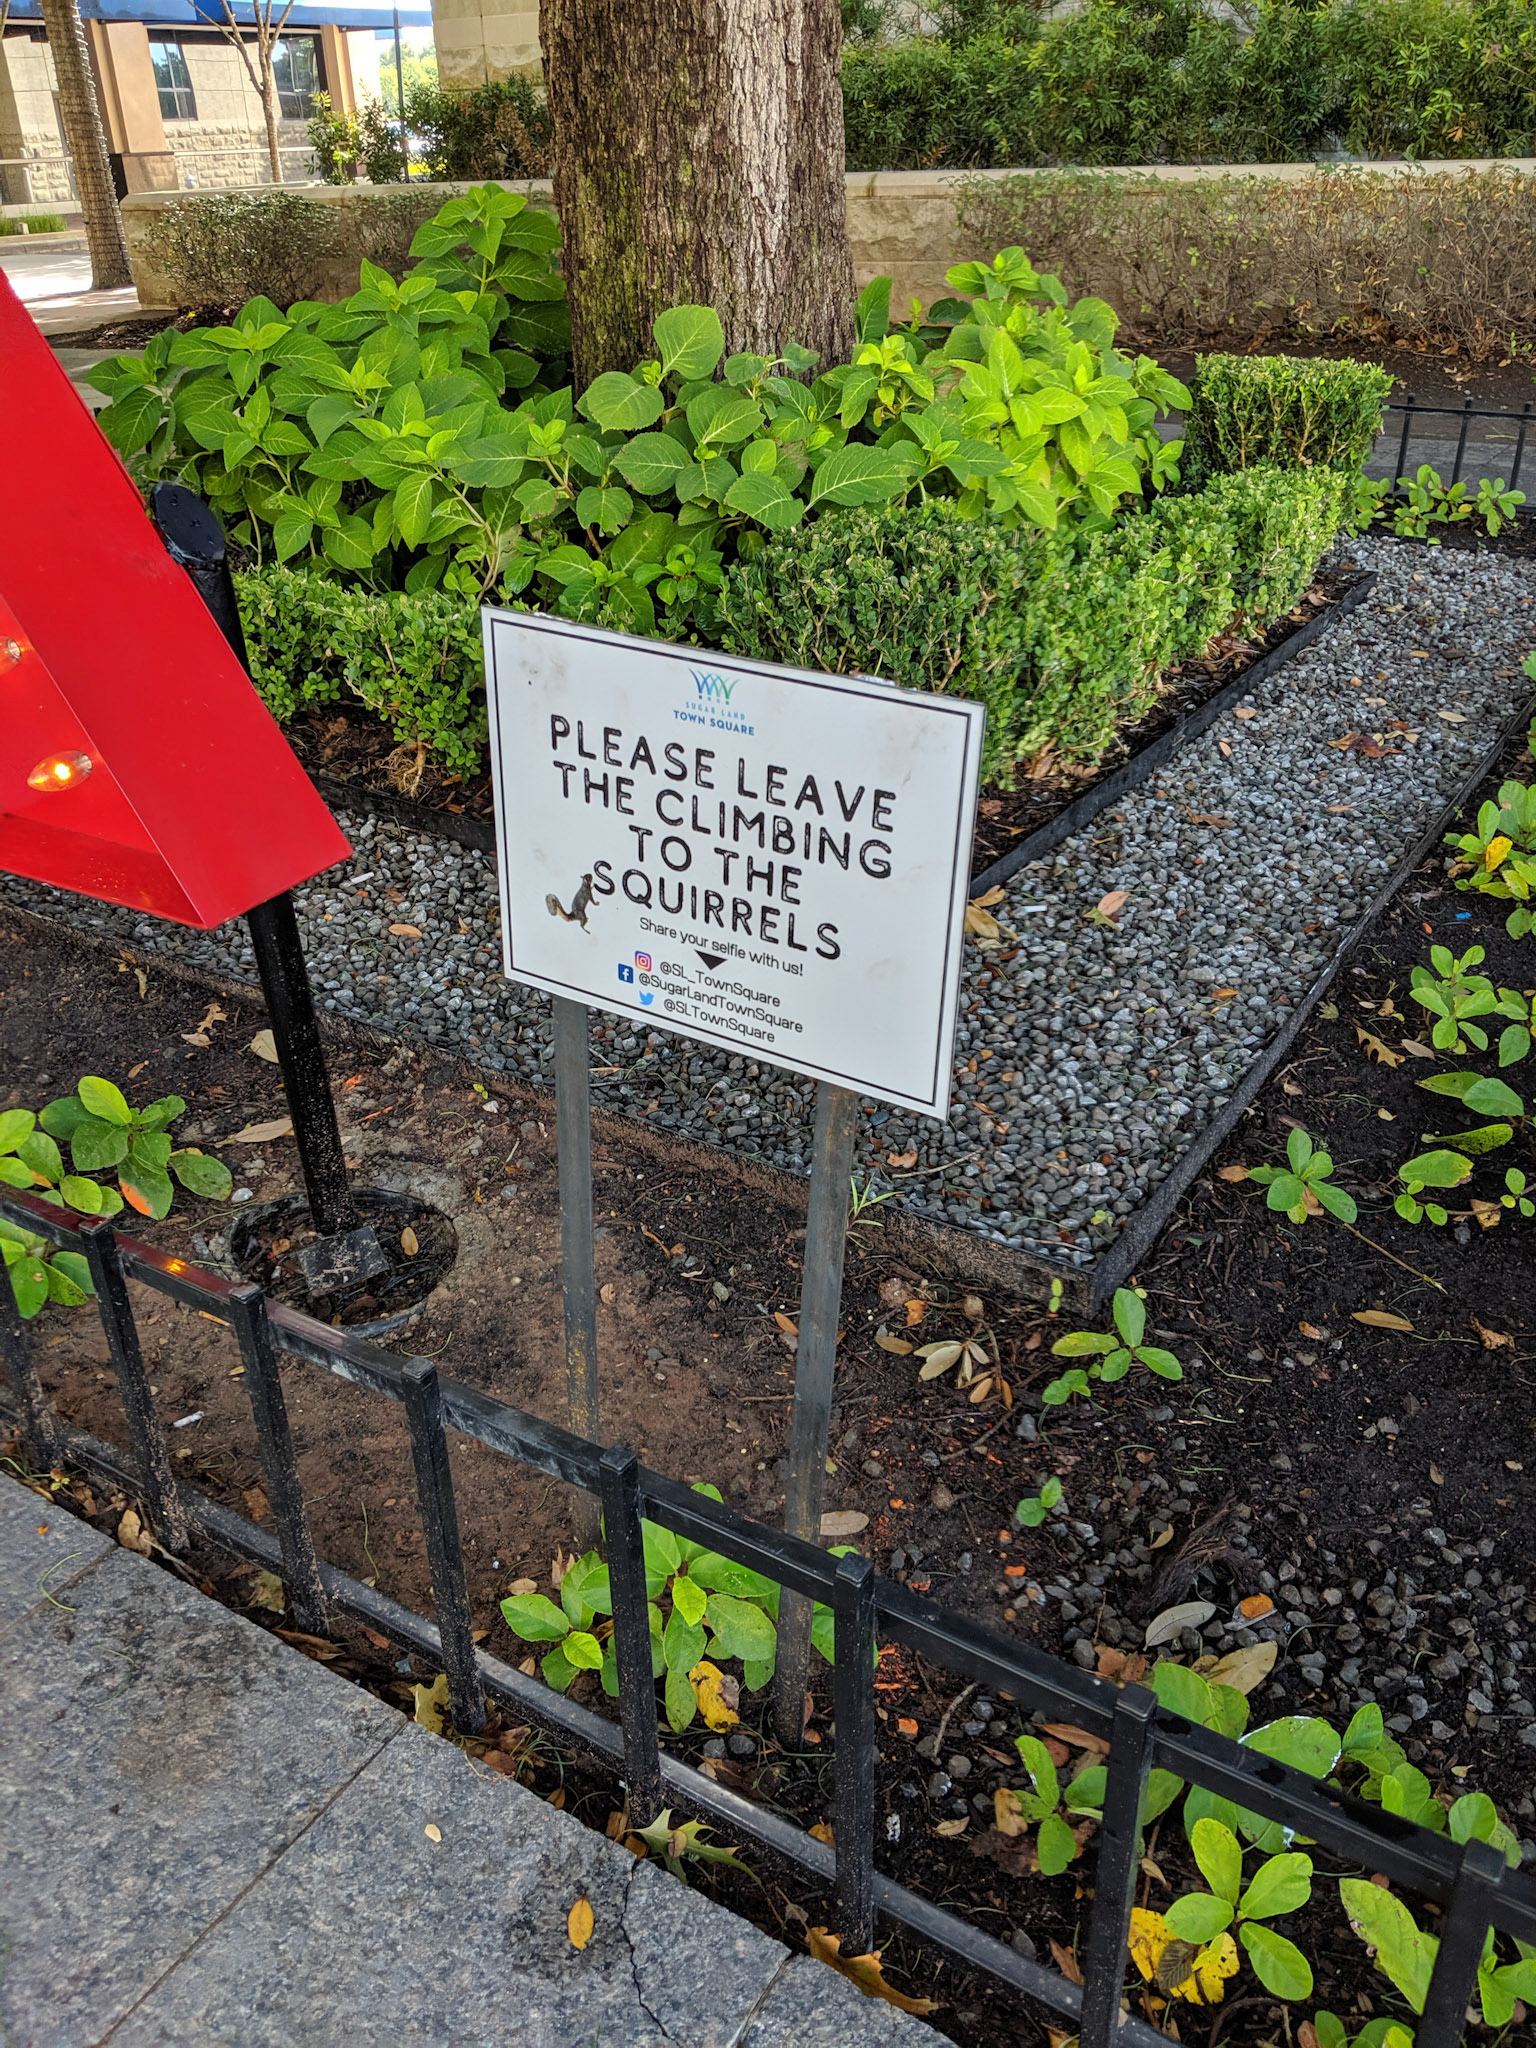 SUGAR LAND
TOWN SQUARE
PLEASE LEAVE
THE CLIMBING
TO THE
SQUIRRELS
Share your selfie with us!
@SL_TownSquare
@SugarLandTownSquare
@SLTownSquare